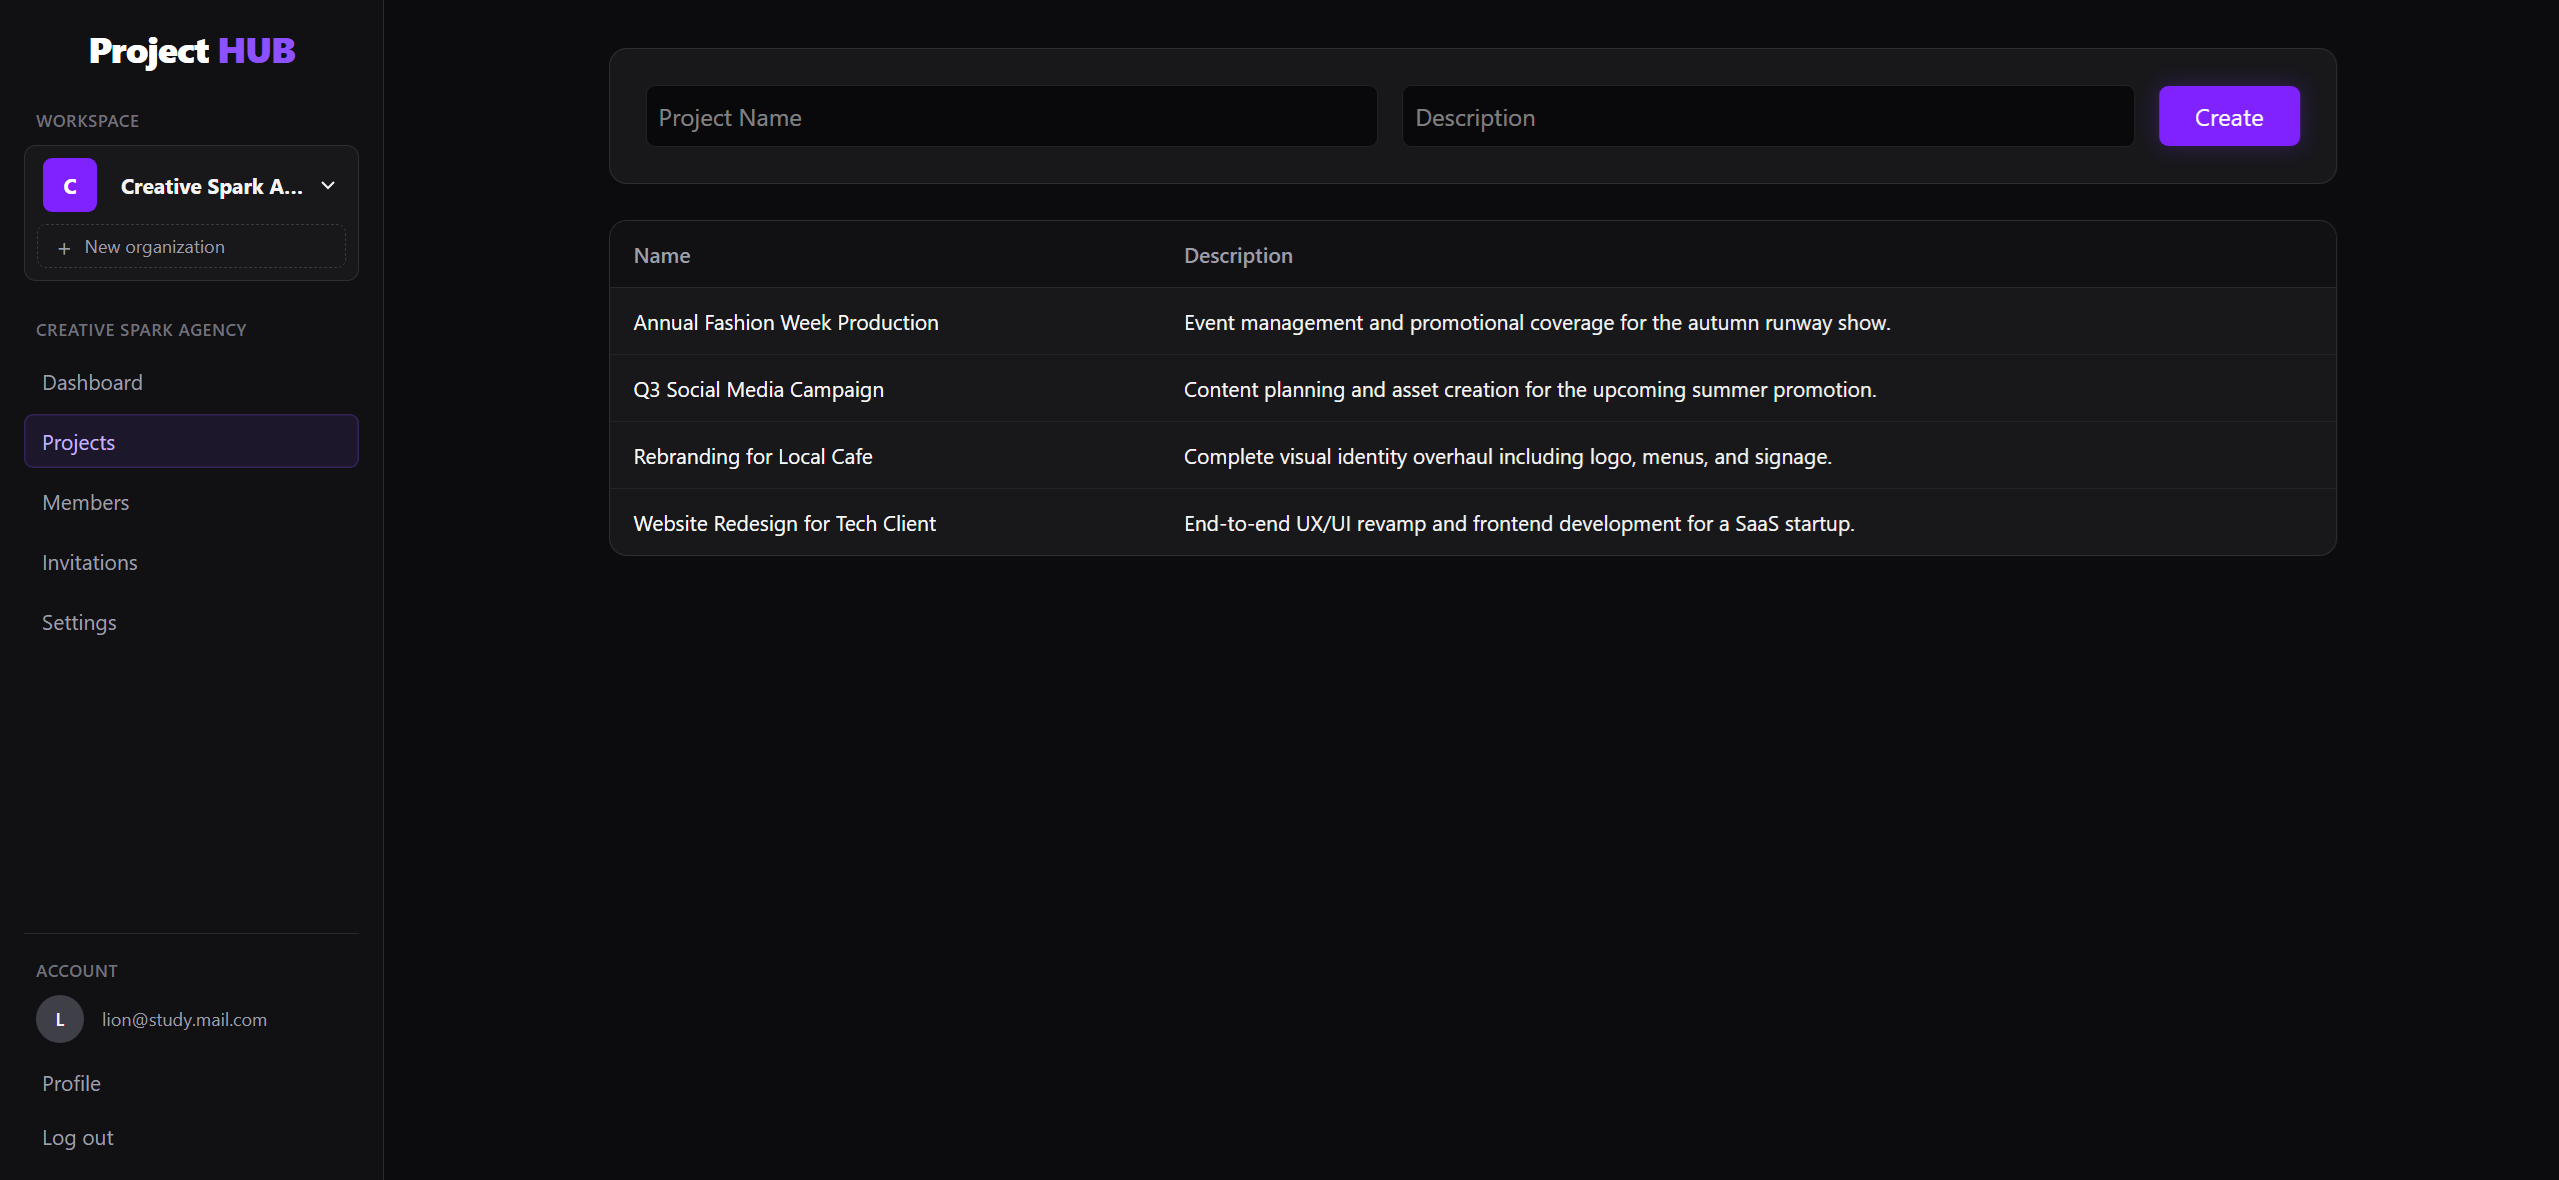 Project HUB
WORKSPACE
C
Creative Spark A...
+ New organization
CREATIVE SPARK AGENCY
Dashboard
Projects
Members
Invitations
Settings
ACCOUNT
L
lion@study.mail.com
Profile
Log out
Project Name
Description
Create
Name Description
Annual Fashion Week Production Event management and promotional coverage for the autumn runway show.
Q3 Social Media Campaign Content planning and asset creation for the upcoming summer promotion.
Rebranding for Local Cafe Complete visual identity overhaul including logo, menus, and signage.
Website Redesign for Tech Client End-to-end UX/UI revamp and frontend development for a SaaS startup.